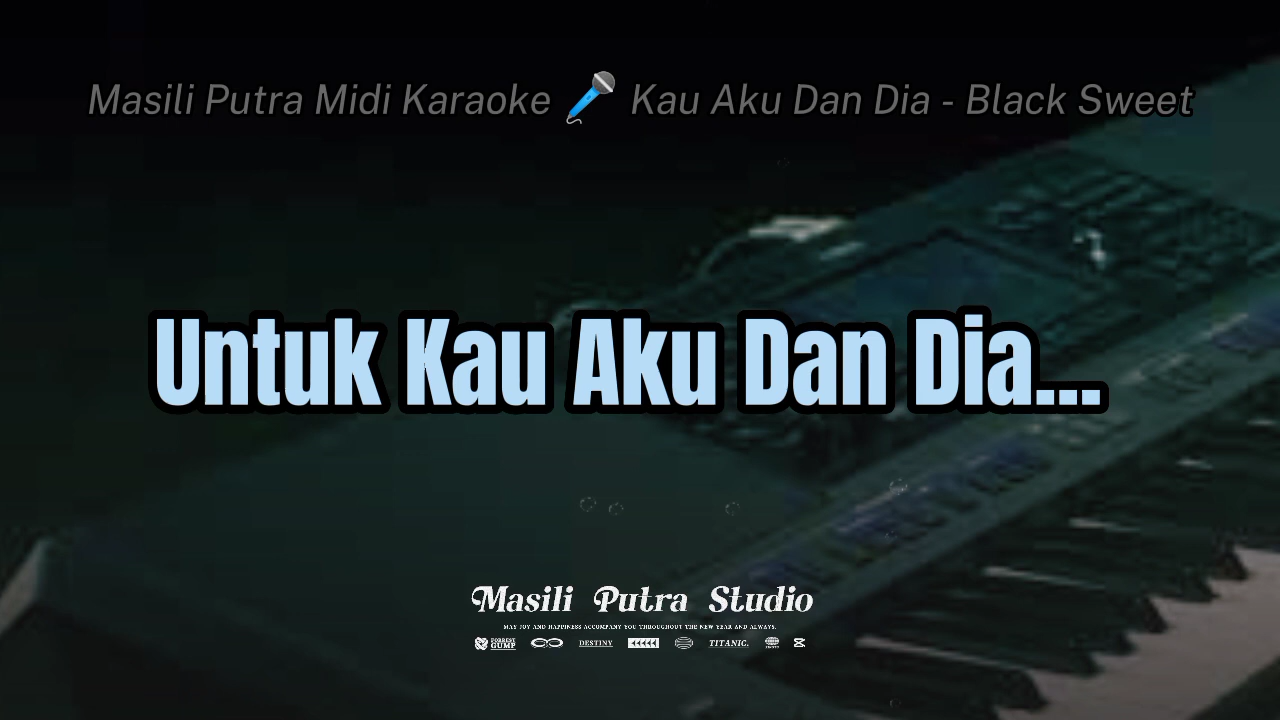 Masili Putra Midi Karaoke 🎤 Kau Aku Dan Dia - Black Sweet
Untuk Kau Aku Dan Dia...
Masili Putra Studio
MAY JOY AND HAPPINESS ACCOMPANY YOU THROUGHOUT THE NEW YEAR AND ALWAYS.
FORREST GUMP DESTINY TITANIC.